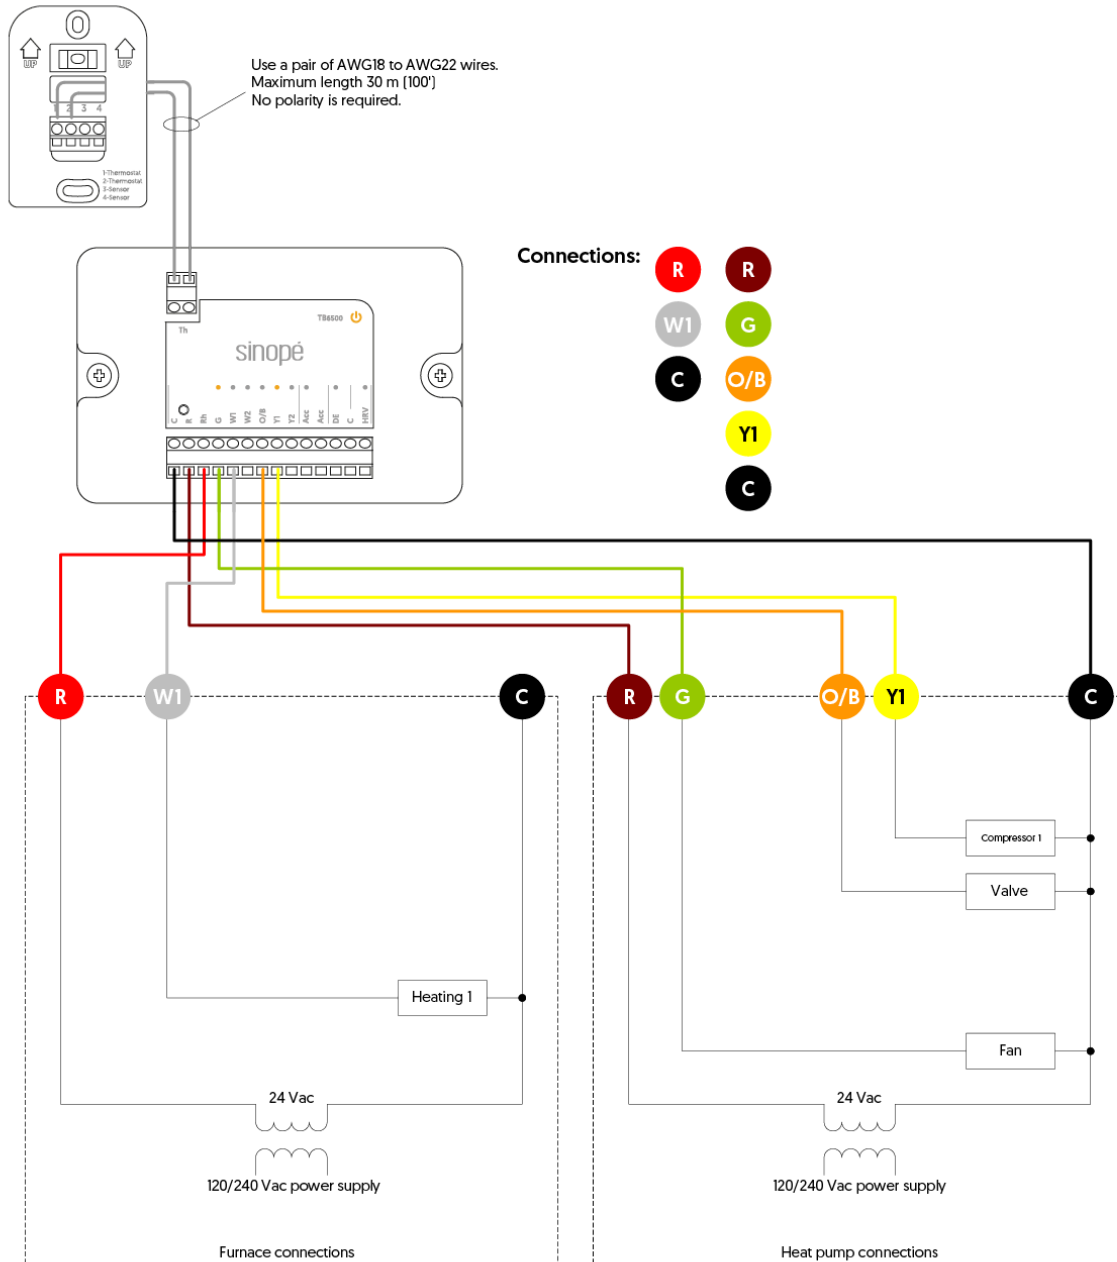 UP
UP
Use a pair of AWG18 to AWG22 wires.
Maximum length 30 m (100')
No polarity is required.
1 2 3 4
1-Thermostat
2-Thermostat
3-Sensor
4-Sensor
Connections:
R R
W1 G
C O/B
Y1
C
Th
TB6500
sinopé
C R Rh G W1 W2 O/B Y1 Y2 Acc Acc DE C HRV
R W1 C R G O/B Y1 C
Compressor 1
Valve
Heating 1
Fan
24 Vac 24 Vac
120/240 Vac power supply 120/240 Vac power supply
Furnace connections Heat pump connections